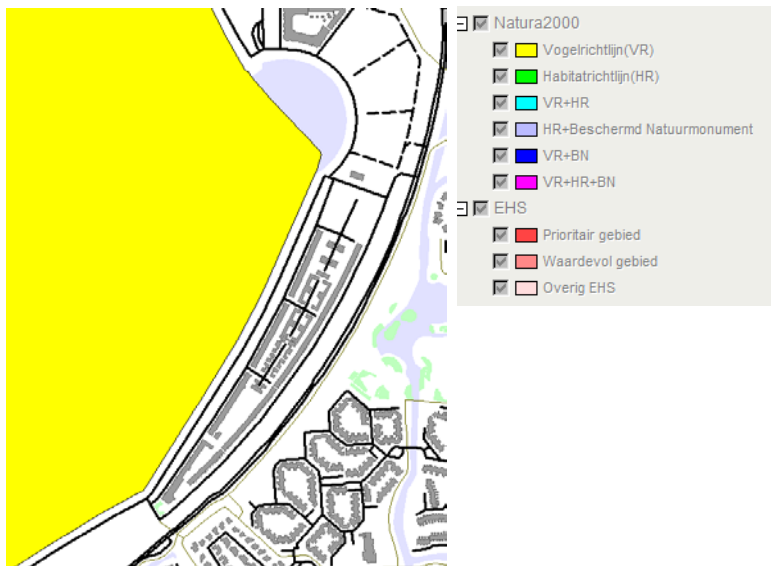 Natura2000
Vogelrichtlijn(VR)
Habitatrichtlijn(HR)
VR+HR
HR+Beschermd Natuurmonument
VR+BN
VR+HR+BN
EHS
Prioritair gebied
Waardevol gebied
Overig EHS